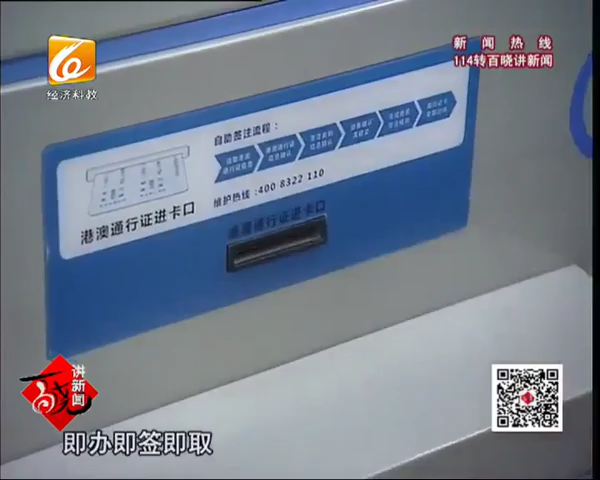 经济科教
新闻热线
114转百晓讲新闻
自助签注流程：
维护热线：400 8322 110
港澳通行证进卡口
港澳通行证进卡口
讲新闻
百晓
即办即签即取